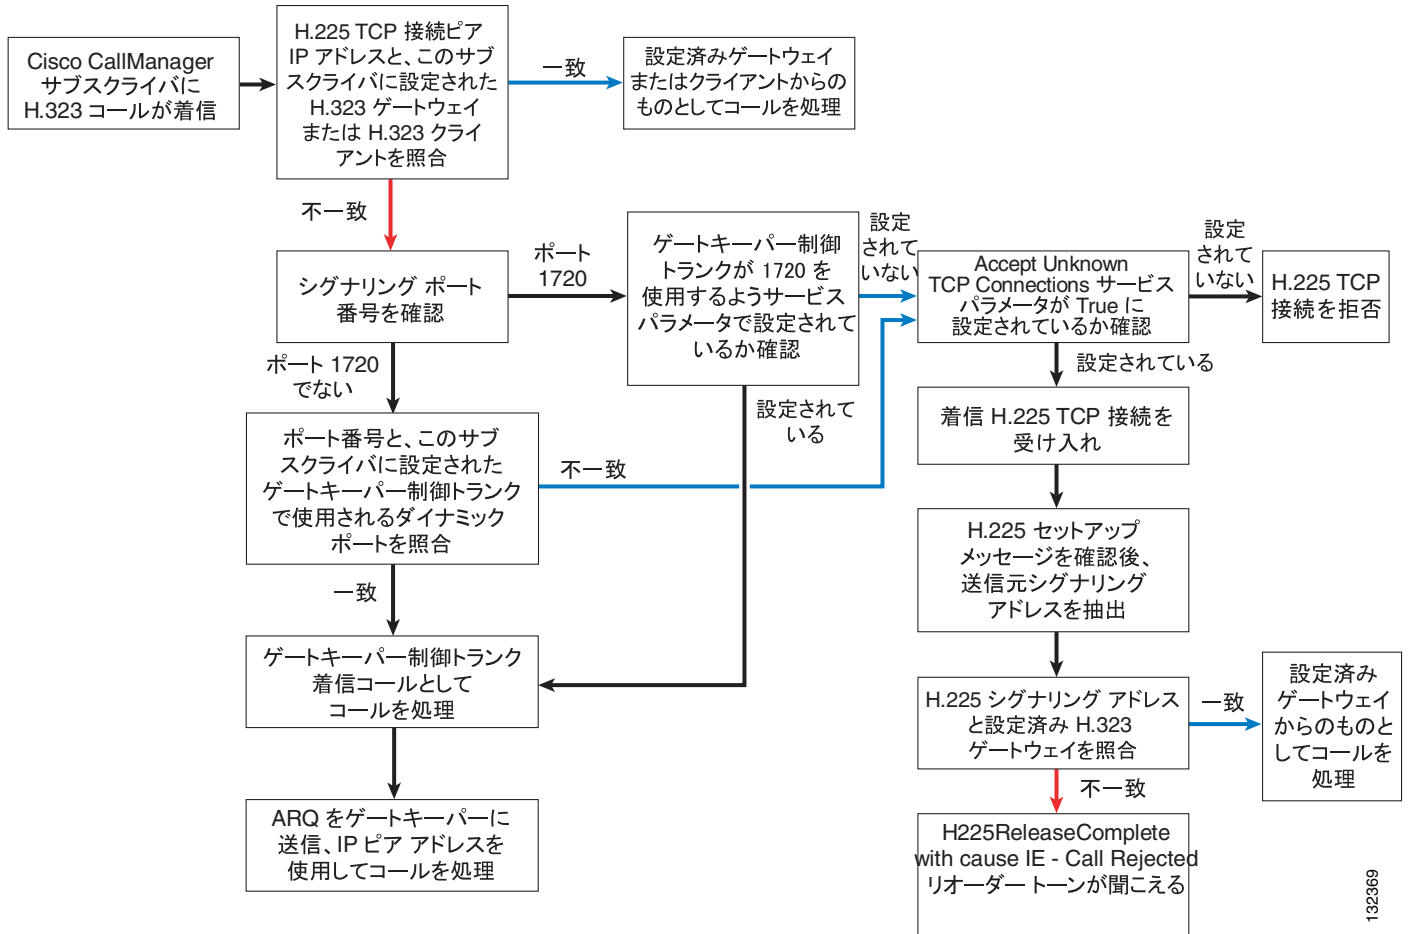 Cisco CallManager
サブスクライバに
H.323 コールが着信
H.225 TCP 接続ピア
IP アドレスと、このサブ
スクライバに設定された
H.323 ゲートウェイ
または H.323 クライ
アントを照合
一致
設定済みゲートウェイ
またはクライアントからの
ものとしてコールを処理
不一致
シグナリング ポート
番号を確認
ポート
1720
ゲートキーパー制御
トランクが 1720 を
使用するようサービス
パラメータで設定されて
いるか確認
設定
されて
いない
Accept Unknown
TCP Connections サービス
パラメータが True に
設定されているか確認
設定
されて
いない
H.225 TCP
接続を拒否
ポート 1720
でない
設定されて
いる
設定されている
着信 H.225 TCP 接続を
受け入れ
ポート番号と、このサブ
スクライバに設定された
ゲートキーパー制御トランク
で使用されるダイナミック
ポートを照合
不一致
H.225 セットアップ
メッセージを確認後、
送信元シグナリング
アドレスを抽出
一致
ゲートキーパー制御トランク
着信コールとして
コールを処理
H.225 シグナリング アドレス
と設定済み H.323
ゲートウェイを照合
一致
設定済み
ゲートウェイ
からのものと
してコールを
処理
不一致
ARQ をゲートキーパーに
送信、IP ピア アドレスを
使用してコールを処理
H225ReleaseComplete
with cause IE - Call Rejected
リオーダー トーンが聞こえる
132369